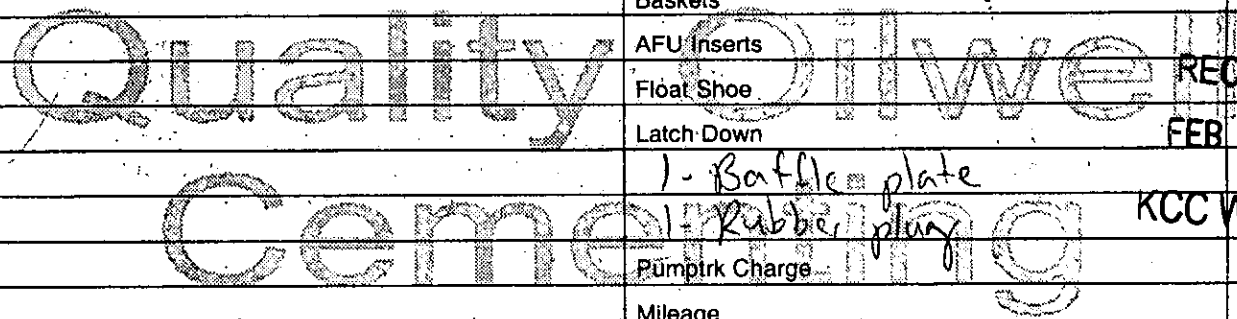 Baskets
AFU Inserts
Float Shoe
REC
Latch Down
FEB
1- Baffle plate
1- Rubber plug
KCC W
Pumptrk Charge
Mileage
Quality Oilwell
Cementing